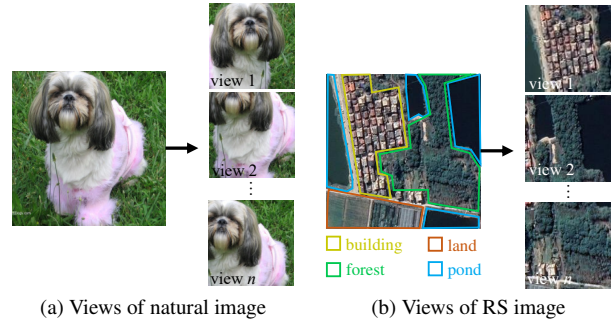 view 1
view 2
view n
(a) Views of natural image
view 1
view 2
view n
building
land
forest
pond
(b) Views of RS image